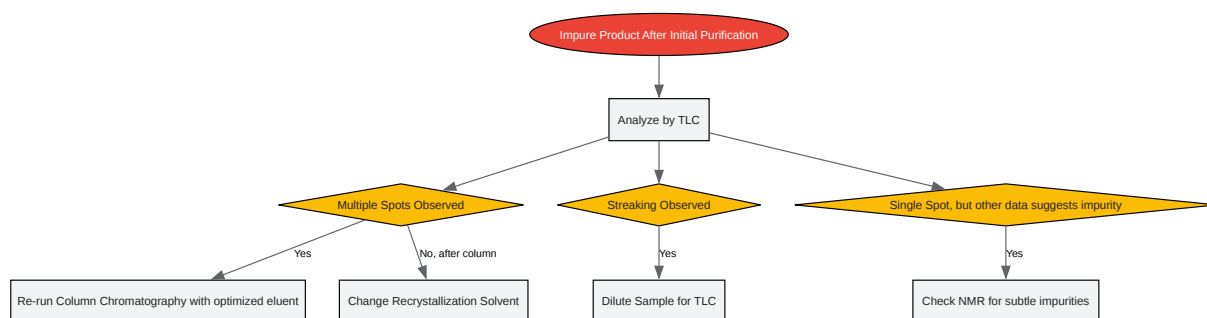 Impure Product After Initial Purification
Analyze by TLC
Multiple Spots Observed
Streaking Observed
Single Spot, but other data suggests impurity
Yes
No, after column
Yes
Yes
Re-run Column Chromatography with optimized eluent
Change Recrystallization Solvent
Dilute Sample for TLC
Check NMR for subtle impurities